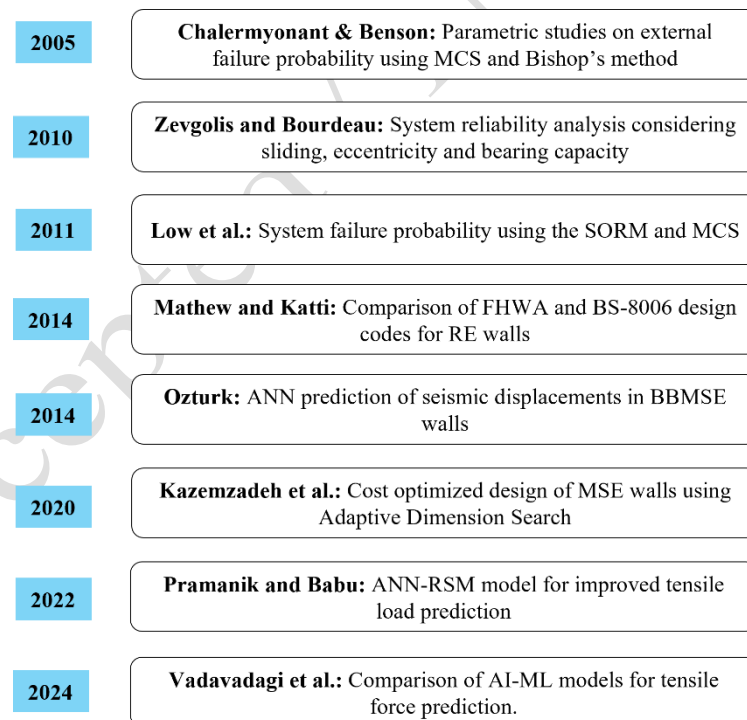 2005
Chalermyonant & Benson: Parametric studies on external
failure probability using MCS and Bishop's method
2010
Zevgolis and Bourdeau: System reliability analysis considering
sliding, eccentricity and bearing capacity
2011
Low et al.: System failure probability using the SORM and MCS
2014
Mathew and Katti: Comparison of FHWA and BS-8006 design
codes for RE walls
2014
Ozturk: ANN prediction of seismic displacements in BBMSE
walls
2020
Kazemzadeh et al.: Cost optimized design of MSE walls using
Adaptive Dimension Search
2022
Pramanik and Babu: ANN-RSM model for improved tensile
load prediction
2024
Vadavadagi et al.: Comparison of AI-ML models for tensile
force prediction.